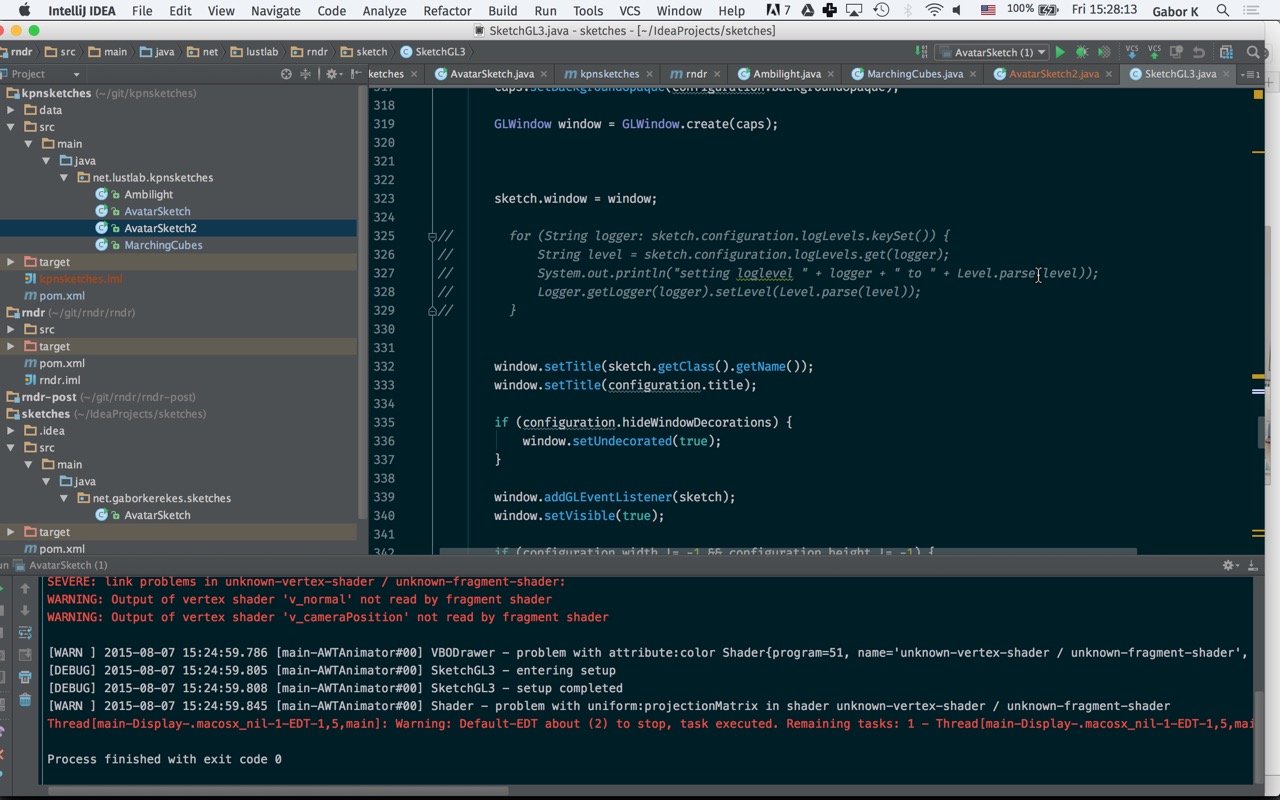 IntelliJ IDEA File Edit View Navigate Code Analyze Refactor Build Run Tools VCS Window Help 7 100% Fri 15:28:13 Gabor K
SketchGL3.java - sketches - [~/IdeaProjects/sketches]
rndr src main java net lustlab rndr sketch SketchGL3 AvatarSketch (1) VCS VCS
Project ketches AvatarSketch.java kpnsketches rndr Ambilight.java MarchingCubes.java AvatarSketch2.java SketchGL3.java
kpnsketches (~/git/kpnsketches)
data
src
main
java
net.lustlab.kpnsketches
Ambilight
AvatarSketch
AvatarSketch2
MarchingCubes
target
kpnsketches.iml
pom.xml
rndr (~/git/rndr/rndr)
src
target
pom.xml
rndr.iml
rndr-post (~/git/rndr/rndr-post)
sketches (~/IdeaProjects/sketches)
.idea
src
main
java
net.gaborkerekes.sketches
AvatarSketch
target
pom.xml
317 caps.setBackgroundOpaque(configuration.backgroundOpaque);
318
319 GLWindow window = GLWindow.create(caps);
320
321
322
323 sketch.window = window;
324
325 // for (String logger: sketch.configuration.logLevels.keySet()) {
326 // String level = sketch.configuration.logLevels.get(logger);
327 // System.out.println("setting loglevel " + logger + " to " + Level.parse(level));
328 // Logger.getLogger(logger).setLevel(Level.parse(level));
329 // }
330
331
332 window.setTitle(sketch.getClass().getName());
333 window.setTitle(configuration.title);
334
335 if (configuration.hideWindowDecorations) {
336 window.setUndecorated(true);
337 }
338
339 window.addGLEventListener(sketch);
340 window.setVisible(true);
341
342 if (configuration.width != -1 && configuration.height != -1) {
un AvatarSketch (1)
SEVERE: link problems in unknown-vertex-shader / unknown-fragment-shader:
WARNING: Output of vertex shader 'v_normal' not read by fragment shader
WARNING: Output of vertex shader 'v_cameraPosition' not read by fragment shader
[WARN ] 2015-08-07 15:24:59.786 [main-AWTAnimator#00] VBODrawer - problem with attribute:color Shader{program=51, name='unknown-vertex-shader / unknown-fragment-shader',
[DEBUG] 2015-08-07 15:24:59.805 [main-AWTAnimator#00] SketchGL3 - entering setup
[DEBUG] 2015-08-07 15:24:59.808 [main-AWTAnimator#00] SketchGL3 - setup completed
[WARN ] 2015-08-07 15:24:59.845 [main-AWTAnimator#00] Shader - problem with uniform:projectionMatrix in shader unknown-vertex-shader / unknown-fragment-shader
Thread[main-Display-.macosx_nil-1-EDT-1,5,main]: Warning: Default-EDT about (2) to stop, task executed. Remaining tasks: 1 - Thread[main-Display-.macosx_nil-1-EDT-1,5,mai
Process finished with exit code 0